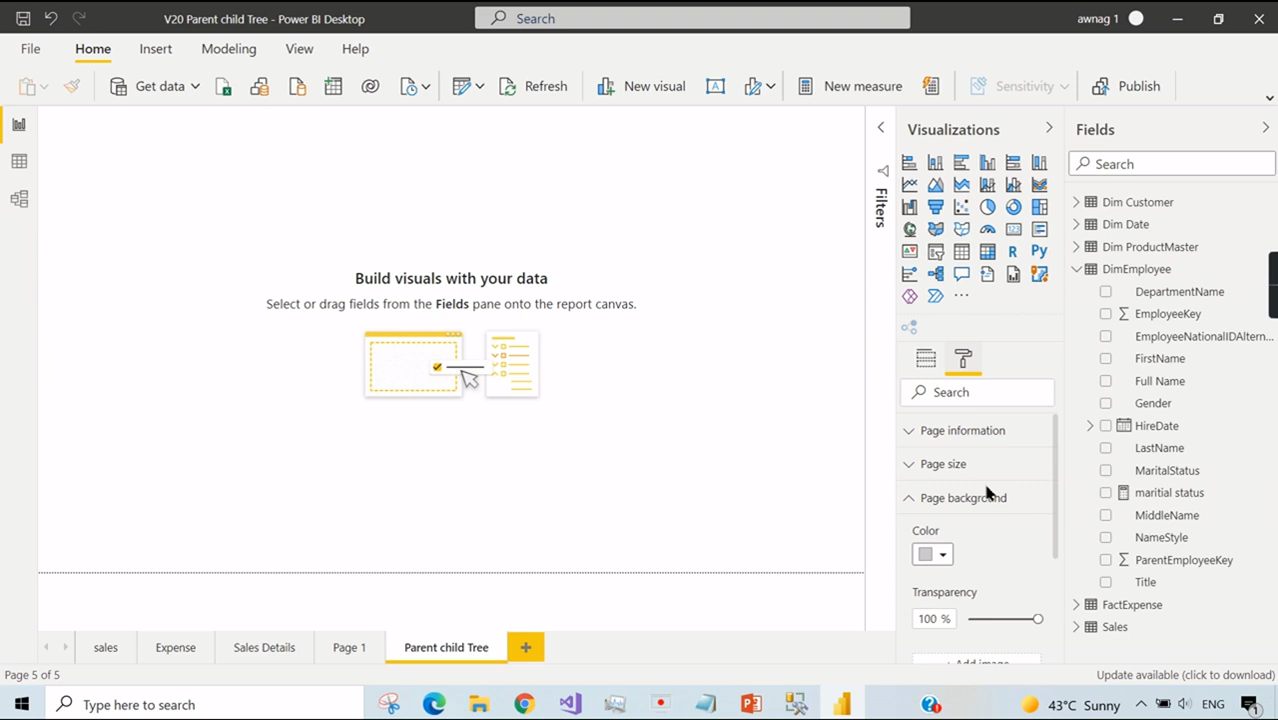 V20 Parent child Tree - Power BI Desktop
Search
awnag 1
File Home Insert Modeling View Help
Get data Refresh New visual New measure Sensitivity Publish
Build visuals with your data
Select or drag fields from the Fields pane onto the report canvas.
Filters
Visualizations
R Py
123
Search
Page information
Page size
Page background
Color
Transparency
100 %
Add image
Fields
Search
Dim Customer
Dim Date
Dim ProductMaster
DimEmployee
DepartmentName
EmployeeKey
EmployeeNationalIDAltern...
FirstName
Full Name
Gender
HireDate
LastName
MaritalStatus
maritial status
MiddleName
NameStyle
ParentEmployeeKey
Title
FactExpense
Sales
sales Expense Sales Details Page 1 Parent child Tree
Page 5 of 5
Update available (click to download)
Type here to search
43°C Sunny
ENG
1